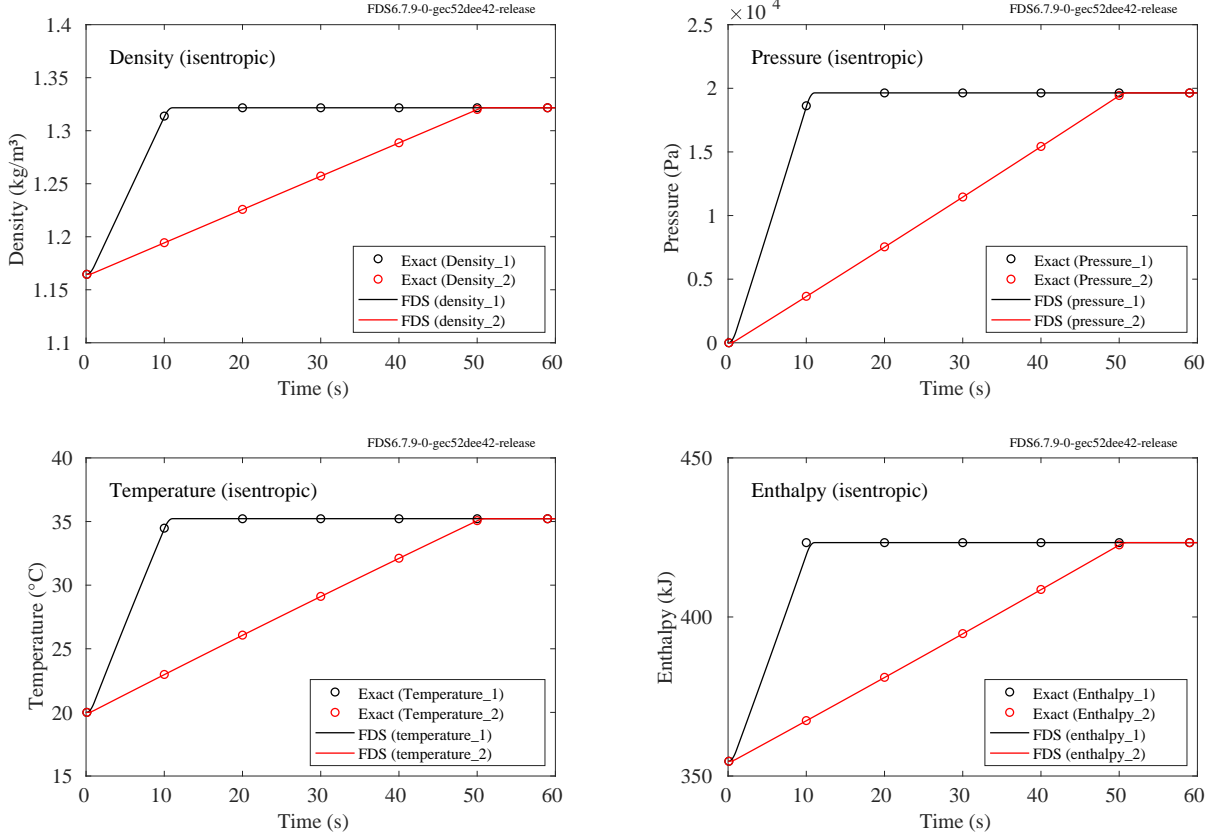 FDS6.7.9-0-gec52dee42-release
Density (isentropic)
1.4
1.35
1.3
1.25
1.2
1.15
1.1
Density (kg/m³)
Exact (Density_1)
Exact (Density_2)
FDS (density_1)
FDS (density_2)
0 10 20 30 40 50 60
Time (s)
FDS6.7.9-0-gec52dee42-release
×10 4
Pressure (isentropic)
2.5
2
1.5
1
0.5
0
Pressure (Pa)
Exact (Pressure_1)
Exact (Pressure_2)
FDS (pressure_1)
FDS (pressure_2)
0 10 20 30 40 50 60
Time (s)
FDS6.7.9-0-gec52dee42-release
Temperature (isentropic)
40
35
30
25
20
15
Temperature (°C)
Exact (Temperature_1)
Exact (Temperature_2)
FDS (temperature_1)
FDS (temperature_2)
0 10 20 30 40 50 60
Time (s)
FDS6.7.9-0-gec52dee42-release
Enthalpy (isentropic)
450
400
350
Enthalpy (kJ)
Exact (Enthalpy_1)
Exact (Enthalpy_2)
FDS (enthalpy_1)
FDS (enthalpy_2)
0 10 20 30 40 50 60
Time (s)